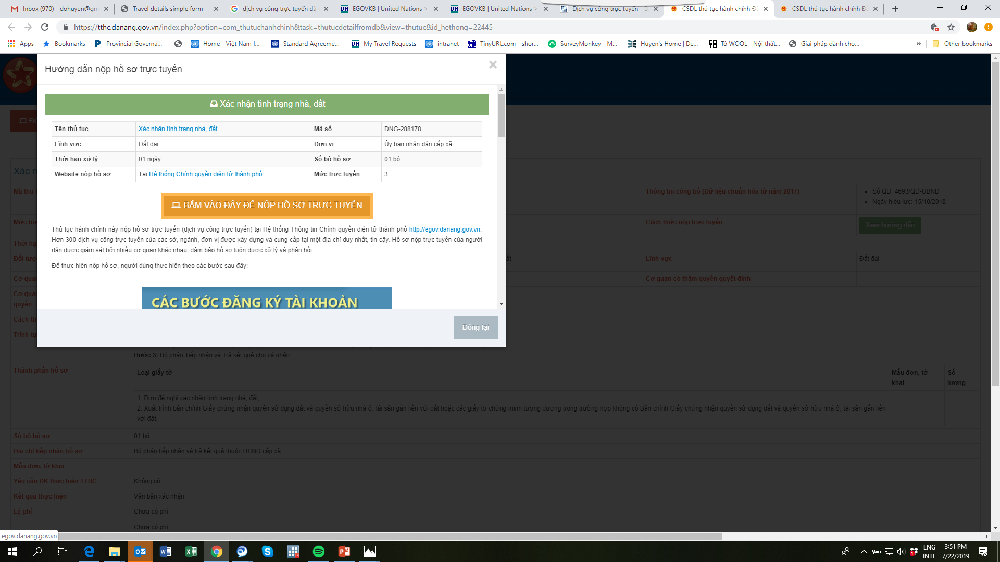 Inbox (970) - dohuyen@gm
Travel details simple form
dịch vụ công trực tuyến đà
EGOVKB | United Nations >
EGOVKB | United Nations >
Dịch vụ công trực tuyến - D
CSDL thủ tục hành chính Đà
CSDL thủ tục hành chính Đà
https://tthc.danang.gov.vn/index.php?option=com_thutuchanhchinh&task=thutucdetailfromdb&view=thutuc&id_hethong=22445
Apps
Bookmarks
Provincial Governa...
Home - Việt Nam I...
Standard Agreeme...
My Travel Requests
intranet
TinyURL.com - shor...
SurveyMonkey - M...
Huyen's Home | De...
Tô WOOL - Nội thất...
Giải pháp dành cho...
»
Other bookmarks
Hướng dẫn nộp hồ sơ trực tuyến
Xác nhận tình trạng nhà, đất
Tên thủ tục Xác nhận tình trạng nhà, đất Mã số DNG-288178
Lĩnh vực Đất đai Đơn vị Ủy ban nhân dân cấp xã
Thời hạn xử lý 01 ngày Số bộ hồ sơ 01 bộ
Website nộp hồ sơ Tại Hệ thống Chính quyền điện tử thành phố Mức trực tuyến 3
BẤM VÀO ĐÂY ĐỂ NỘP HỒ SƠ TRỰC TUYẾN
Thủ tục hành chính này nộp hồ sơ trực tuyến (dịch vụ công trực tuyến) tại Hệ thống Thông tin Chính quyền điện tử thành phố http://egov.danang.gov.vn.
Hơn 300 dịch vụ công trực tuyến của các sở, ngành, đơn vị được xây dựng và cung cấp tại một địa chỉ duy nhất, tin cậy. Hồ sơ nộp trực tuyến của người
dân được giám sát bởi nhiều cơ quan khác nhau, đảm bảo hồ sơ luôn được xử lý và phản hồi.
Để thực hiện nộp hồ sơ, người dùng thực hiện theo các bước sau đây:
CÁC BƯỚC ĐĂNG KÝ TÀI KHOẢN
Đóng lại
Xác n
Mã thủ t
Thông tin công bố (Dữ liệu chuẩn hóa từ năm 2017)
Số QĐ: 4693/QĐ-UBND
Ngày hiệu lực: 15/10/2018
Mức trự
Cách thức nộp trực tuyến
Xem hướng dẫn
Thời hạ
Đối tượ
Lĩnh vực
Đất đai
Cơ qua
Cơ quan có thẩm quyền quyết định
Cơ qua
quyền
Cách th
Trình tự
Bước 3: Bộ phận Tiếp nhận và Trả kết quả cho cá nhân.
Thành phần hồ sơ
Loại giấy tờ
Mẫu đơn, tờ
khai
Số
lượng
1. Đơn đề nghị xác nhận tình trạng nhà, đất;
2. Xuất trình bản chính Giấy chứng nhận quyền sử dụng đất và quyền sở hữu nhà ở, tài sản gắn liền với đất hoặc các giấy tờ chứng minh tương đương trong trường hợp không có Bản chính Giấy chứng nhận quyền sử dụng đất và quyền sở hữu nhà ở, tài sản gắn liền
với đất.
Số bộ hồ sơ 01 bộ
Địa chỉ tiếp nhận hồ sơ Bộ phận tiếp nhận và trả kết quả thuộc UBND cấp xã.
Mẫu đơn, tờ khai
Yêu cầu ĐK thực hiện TTHC Không có
Kết quả thực hiện Văn bản xác nhận
Lệ phí Chưa có phí
Chưa có phí
egov.danang.gov.vn
ENG
INTL
3:51 PM
7/22/2019